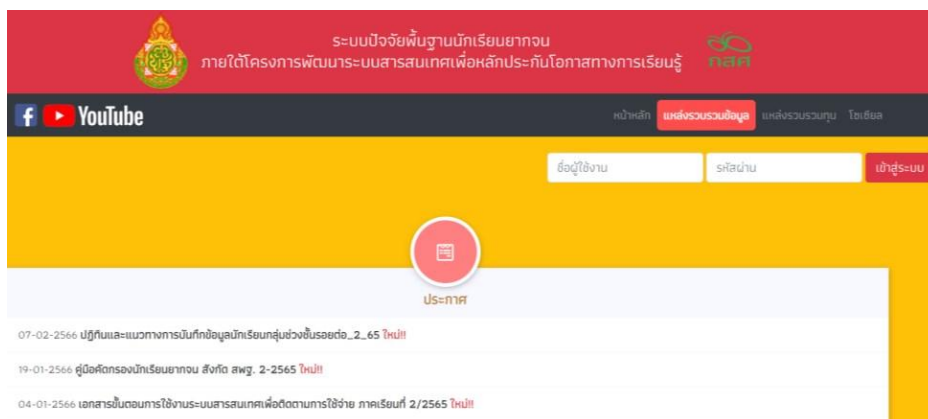 ระบบปัจจัยพื้นฐานนักเรียนยากจน
ภายใต้โครงการพัฒนาระบบสารสนเทศเพื่อหลักประกันโอกาสทางการเรียนรู้
กสศ
f YouTube
หน้าหลัก แหล่งรวบรวมข้อมูล แหล่งรวบรวมทุน โซเชียล
ชื่อผู้ใช้งาน รหัสผ่าน เข้าสู่ระบบ
ประกาศ
07-02-2566 ปฏิทินและแนวทางการบันทึกข้อมูลนักเรียนกลุ่มช่วงชั้นรอยต่อ_2_65 ใหม่!!
19-01-2566 คู่มือคัดกรองนักเรียนยากจน สังกัด สพฐ. 2-2565 ใหม่!!
04-01-2566 เอกสารขั้นตอนการใช้งานระบบสารสนเทศเพื่อติดตามการใช้จ่าย ภาคเรียนที่ 2/2565 ใหม่!!